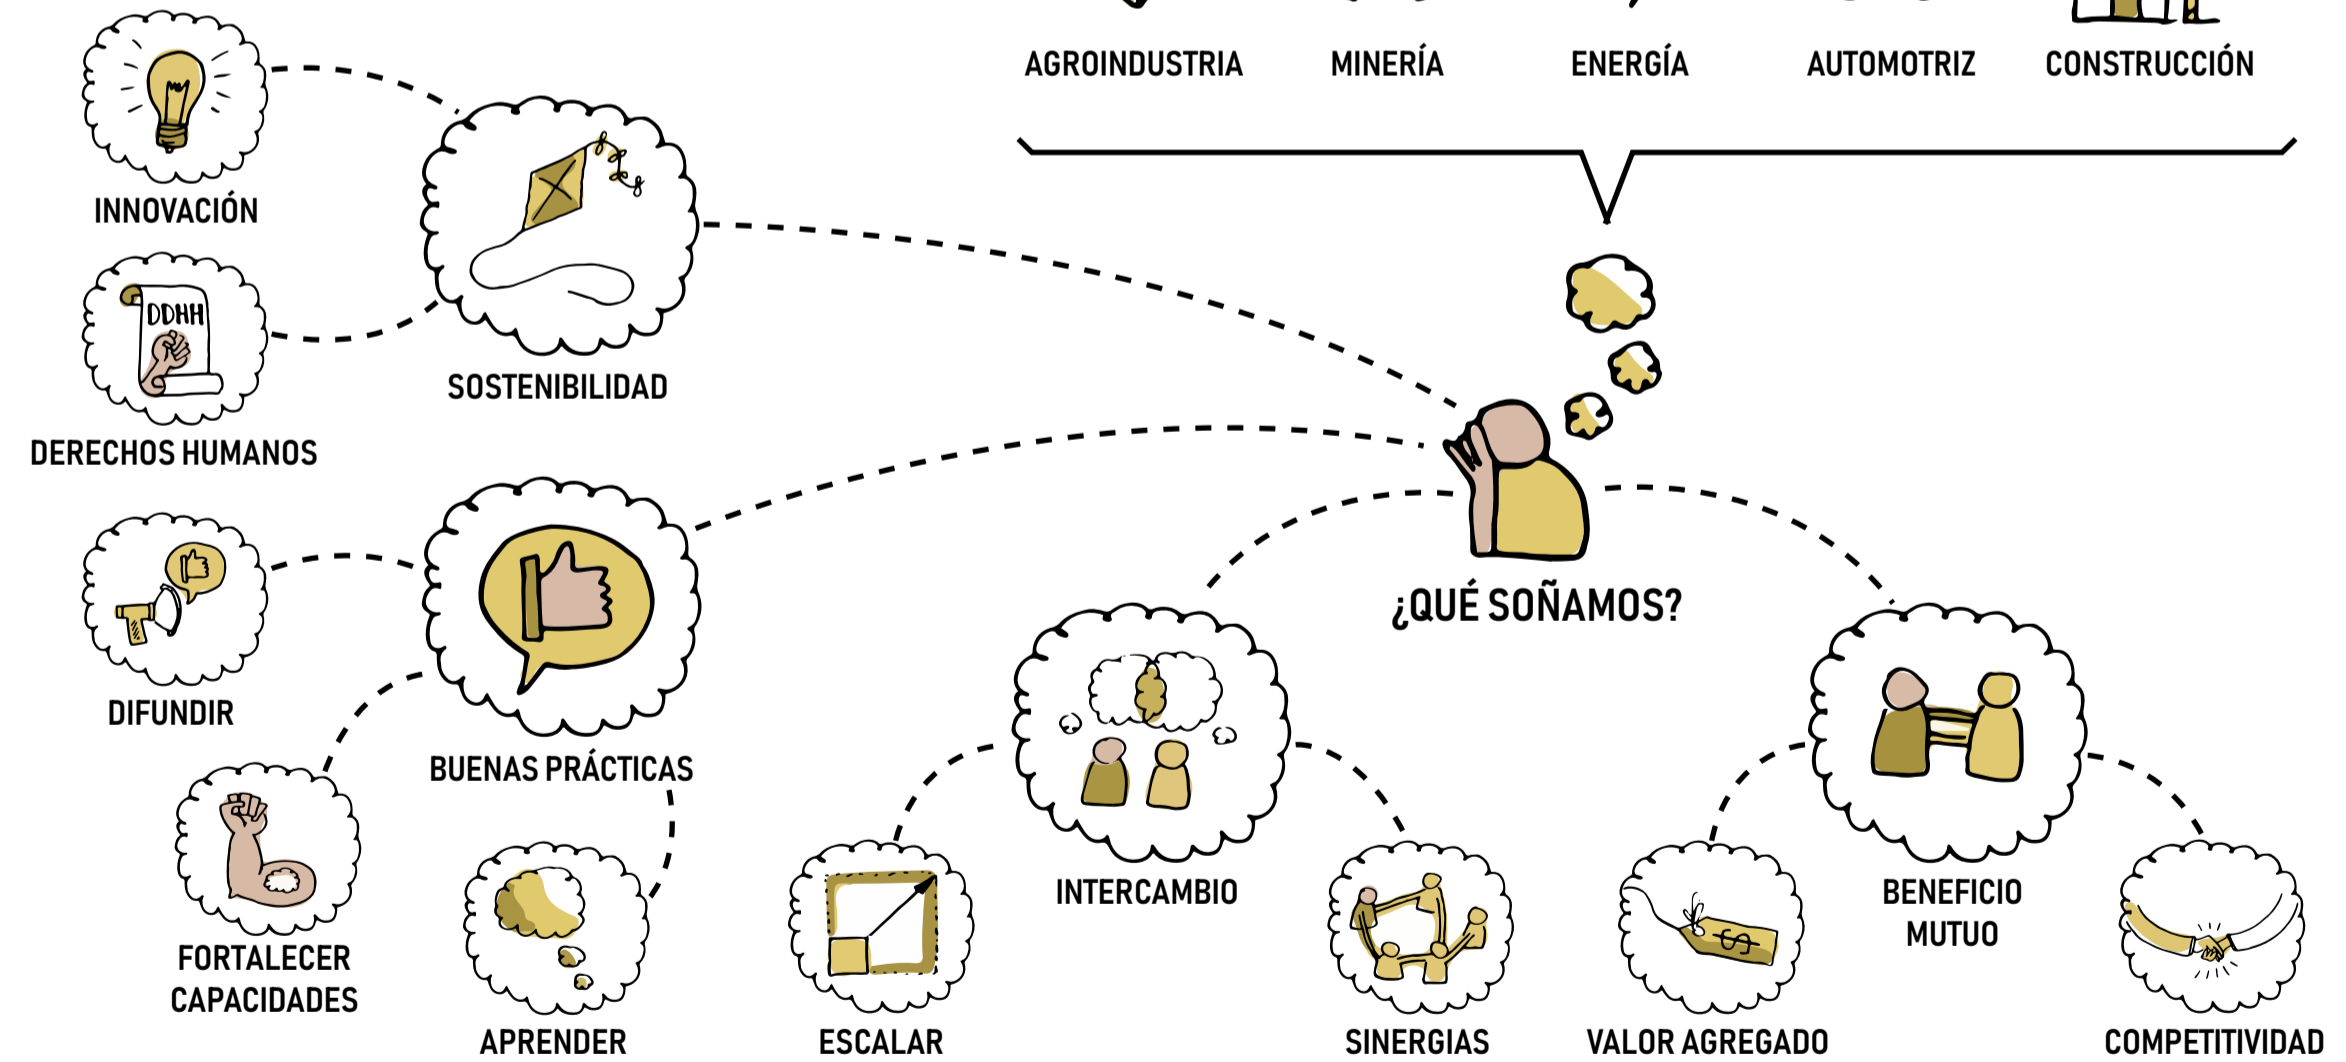 AGROINDUSTRIA
MINERÍA
ENERGÍA
AUTOMOTRIZ
CONSTRUCCIÓN
INNOVACIÓN
DDHH
DERECHOS HUMANOS
SOSTENIBILIDAD
¿QUÉ SOÑAMOS?
DIFUNDIR
BUENAS PRÁCTICAS
FORTALECER
CAPACIDADES
APRENDER
INTERCAMBIO
ESCALAR
SINERGIAS
BENEFICIO
MUTUO
$
VALOR AGREGADO
COMPETITIVIDAD